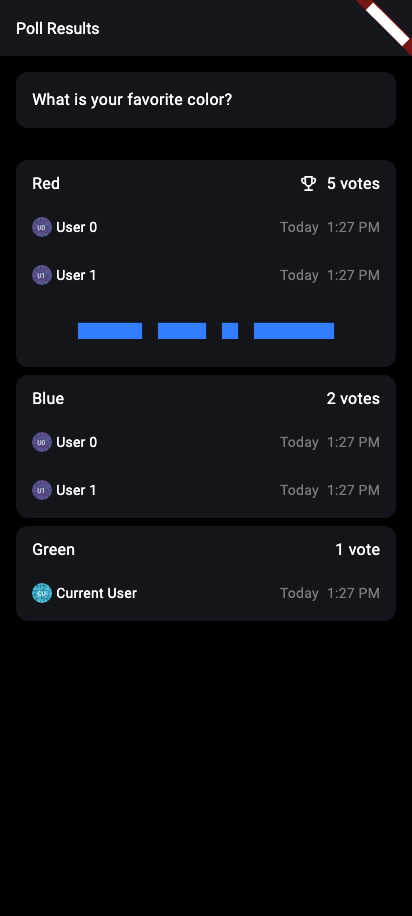 Poll Results
What is your favorite color?
Red 5 votes
U0 User 0 Today 1:27 PM
U1 User 1 Today 1:27 PM
Blue 2 votes
U0 User 0 Today 1:27 PM
U1 User 1 Today 1:27 PM
Green 1 vote
CU Current User Today 1:27 PM